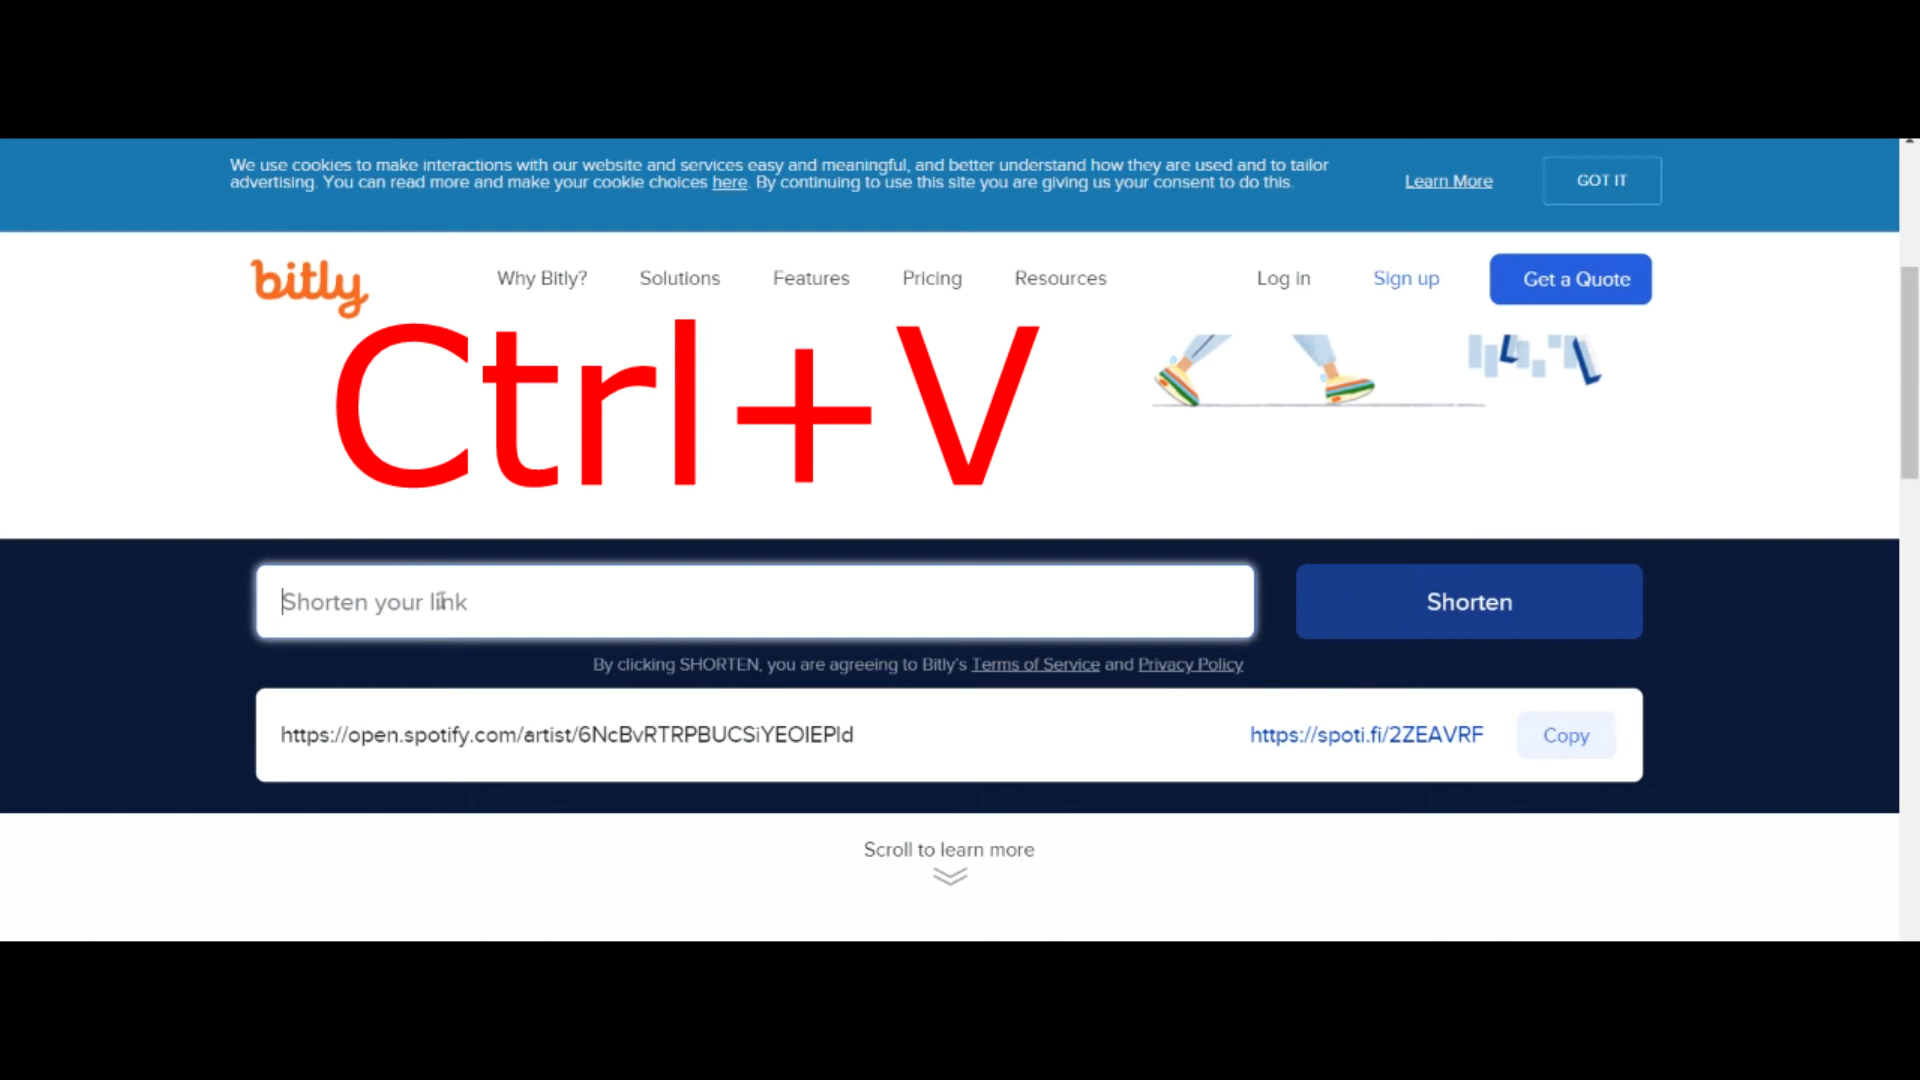 We use cookies to make interactions with our website and services easy and meaningful, and better understand how they are used and to tailor
advertising. You can read more and make your cookie choices here. By continuing to use this site you are giving us your consent to do this.
Learn More
GOT IT
bitly
Why Bitly?
Solutions
Features
Pricing
Resources
Log in
Sign up
Get a Quote
Ctrl+V
Shorten your link
Shorten
By clicking SHORTEN, you are agreeing to Bitly's Terms of Service and Privacy Policy
https://open.spotify.com/artist/6NcBvRTRPBUCSiYEOIEPld
https://spoti.fi/2ZEAVRF
Copy
Scroll to learn more